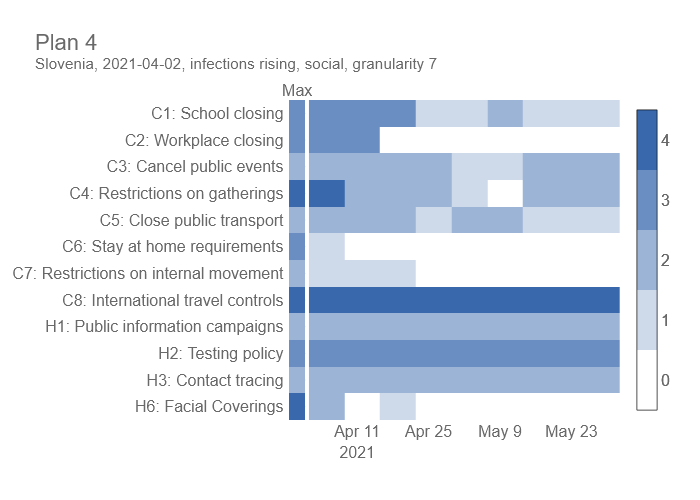 Plan 4
Slovenia, 2021-04-02, infections rising, social, granularity 7
Max
C1: School closing
C2: Workplace closing
C3: Cancel public events
C4: Restrictions on gatherings
C5: Close public transport
C6: Stay at home requirements
C7: Restrictions on internal movement
C8: International travel controls
H1: Public information campaigns
H2: Testing policy
H3: Contact tracing
H6: Facial Coverings
4
3
2
1
0
Apr 11 Apr 25 May 9 May 23
2021